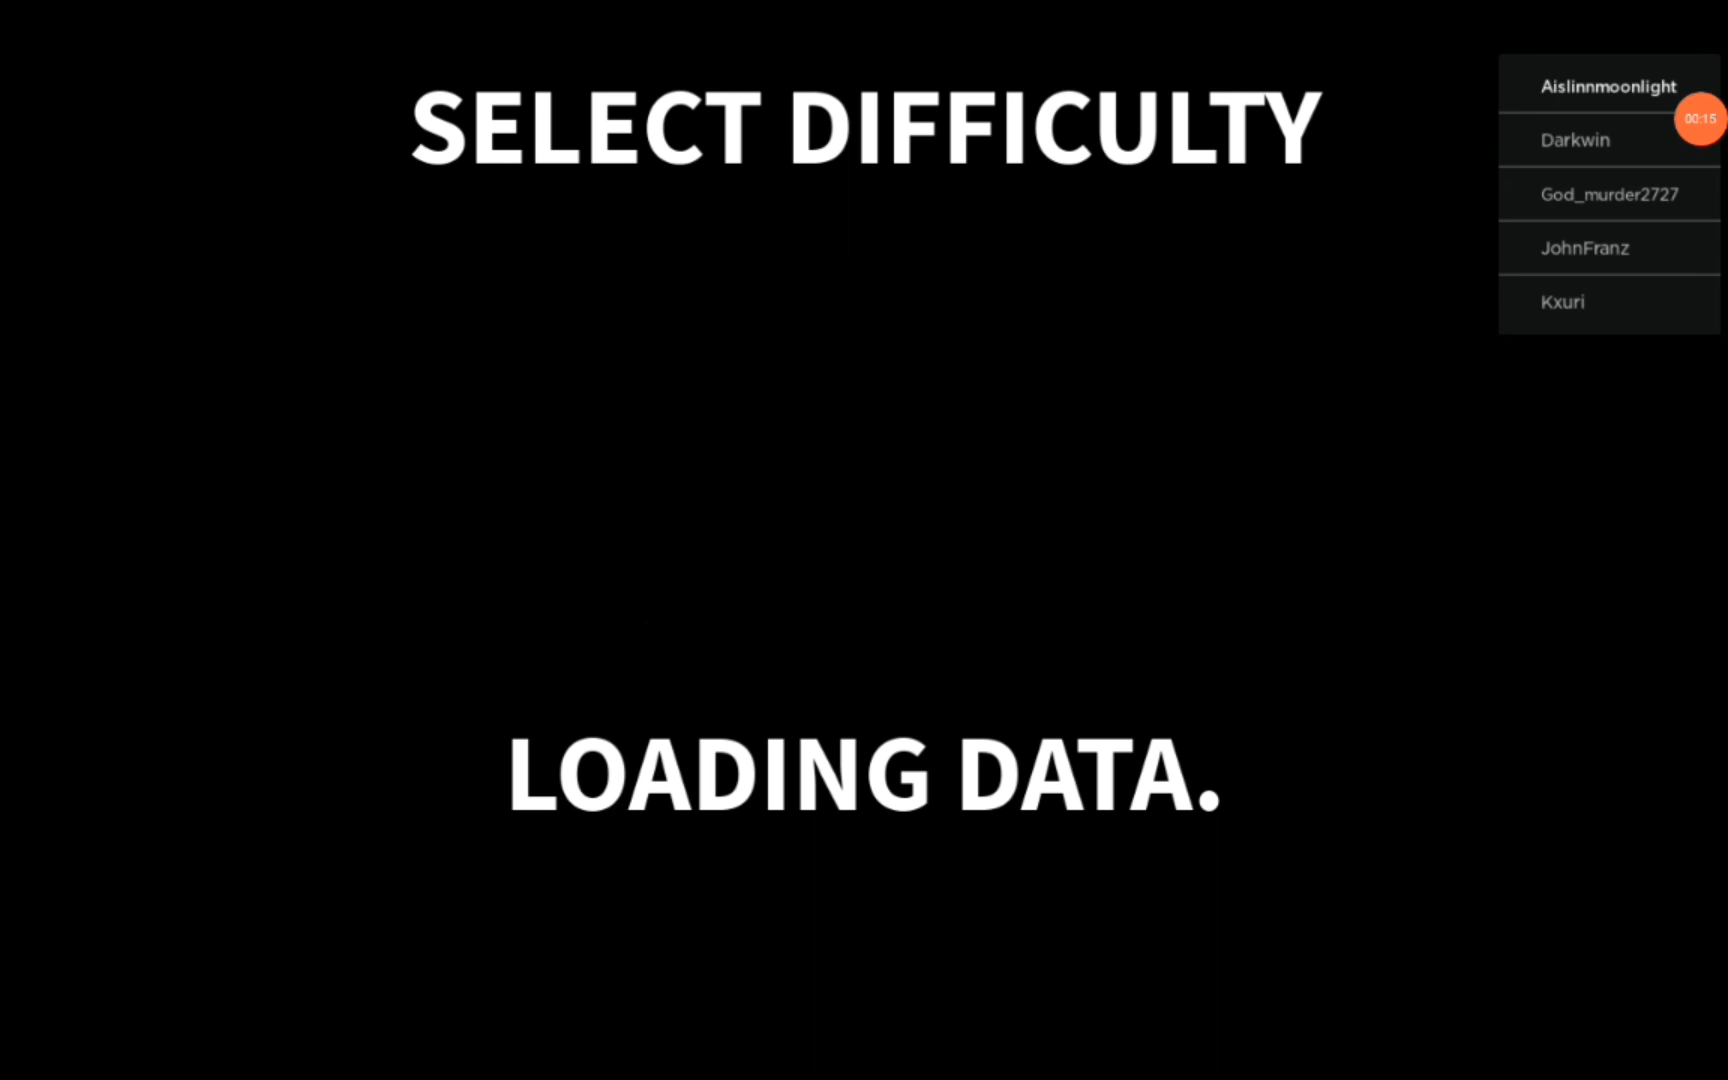 SELECT DIFFICULTY
Aislinnmoonlight
00:15
Darkwin
God_murder2727
JohnFranz
Kxuri
LOADING DATA.